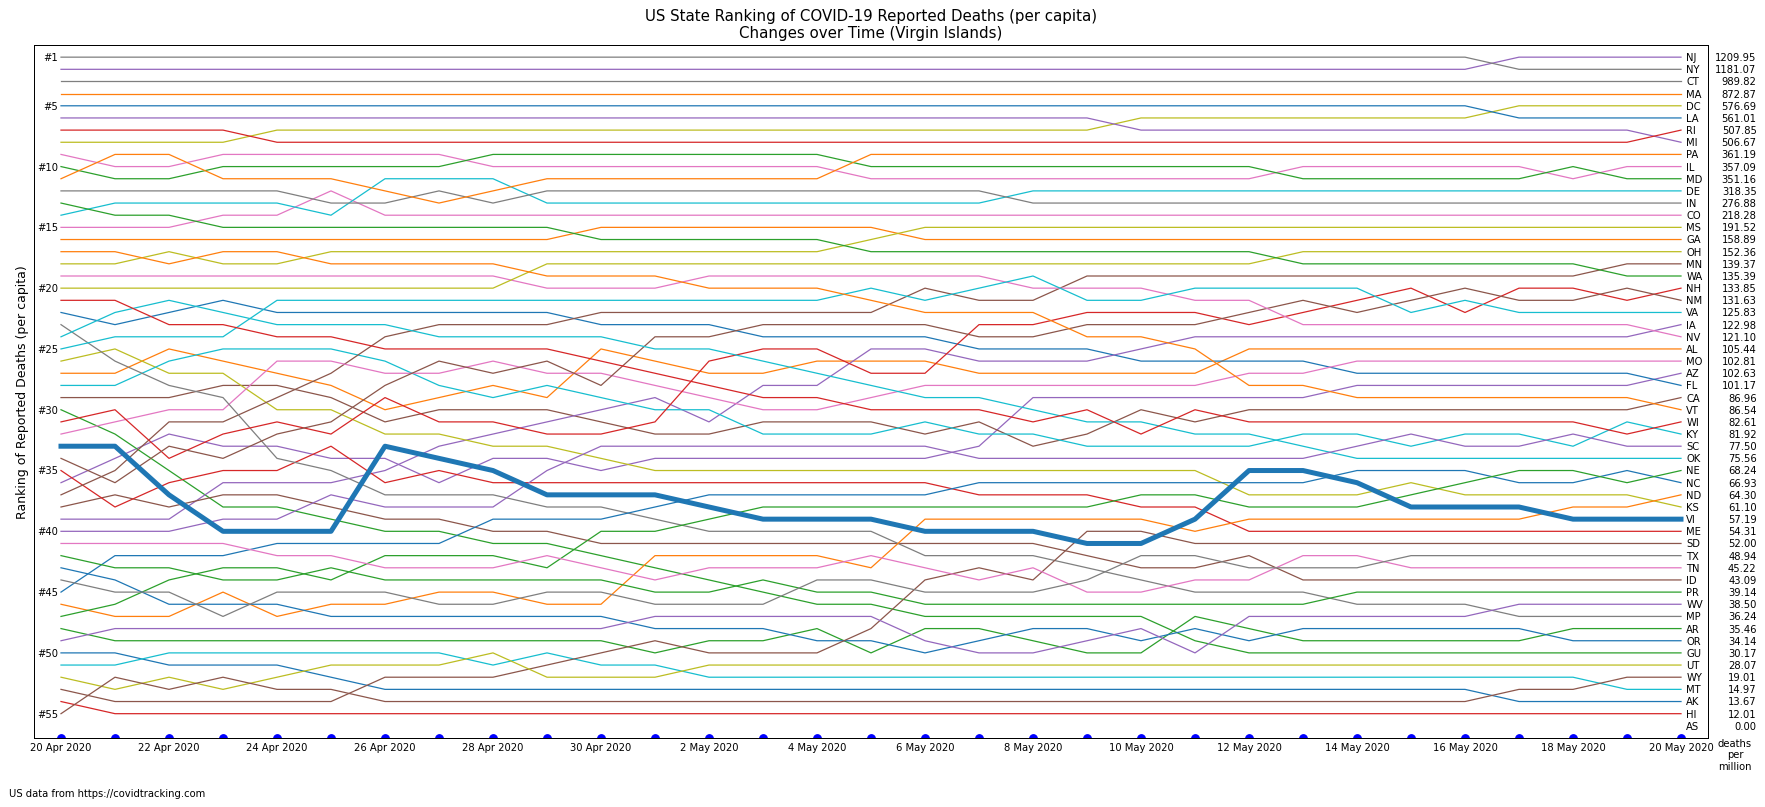 US State Ranking of COVID-19 Reported Deaths (per capita)
Changes over Time (Virgin Islands)
Ranking of Reported Deaths (per capita)
#1
#5
#10
#15
#20
#25
#30
#35
#40
#45
#50
#55
NJ 1209.95
NY 1181.07
CT 989.82
MA 872.87
DC 576.69
LA 561.01
RI 507.85
MI 506.67
PA 361.19
IL 357.09
MD 351.16
DE 318.35
IN 276.88
CO 218.28
MS 191.52
GA 158.89
OH 152.36
MN 139.37
WA 135.39
NH 133.85
NM 131.63
VA 125.83
IA 122.98
NV 121.10
AL 105.44
MO 102.81
AZ 102.63
FL 101.17
CA 86.96
VT 86.54
WI 82.61
KY 81.92
SC 77.50
OK 75.56
NE 68.24
NC 66.93
ND 64.30
KS 61.10
VI 57.19
ME 54.31
SD 52.00
TX 48.94
TN 45.22
ID 43.09
PR 39.14
WV 38.50
MP 36.24
AR 35.46
OR 34.14
GU 30.17
UT 28.07
WY 19.01
MT 14.97
AK 13.67
HI 12.01
AS 0.00
20 Apr 2020 22 Apr 2020 24 Apr 2020 26 Apr 2020 28 Apr 2020 30 Apr 2020 2 May 2020 4 May 2020 6 May 2020 8 May 2020 10 May 2020 12 May 2020 14 May 2020 16 May 2020 18 May 2020 20 May 2020
deaths
per
million
US data from https://covidtracking.com